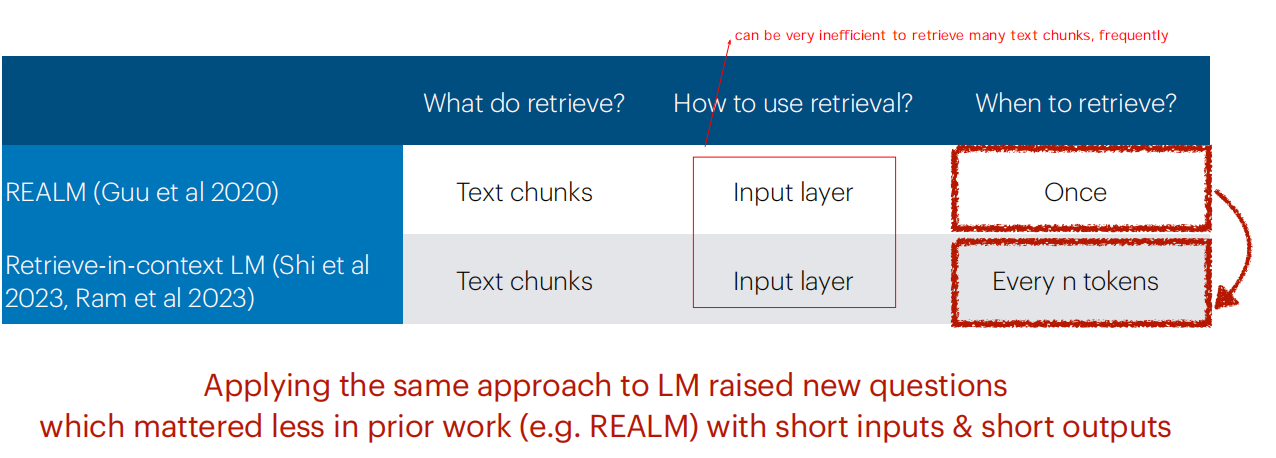 can be very inefficient to retrieve many text chunks, frequently
What do retrieve? How to use retrieval? When to retrieve?
REALM (Guu et al 2020) Text chunks Input layer Once
Retrieve-in-context LM (Shi et al
2023, Ram et al 2023) Text chunks Input layer Every n tokens
Applying the same approach to LM raised new questions
which mattered less in prior work (e.g. REALM) with short inputs & short outputs